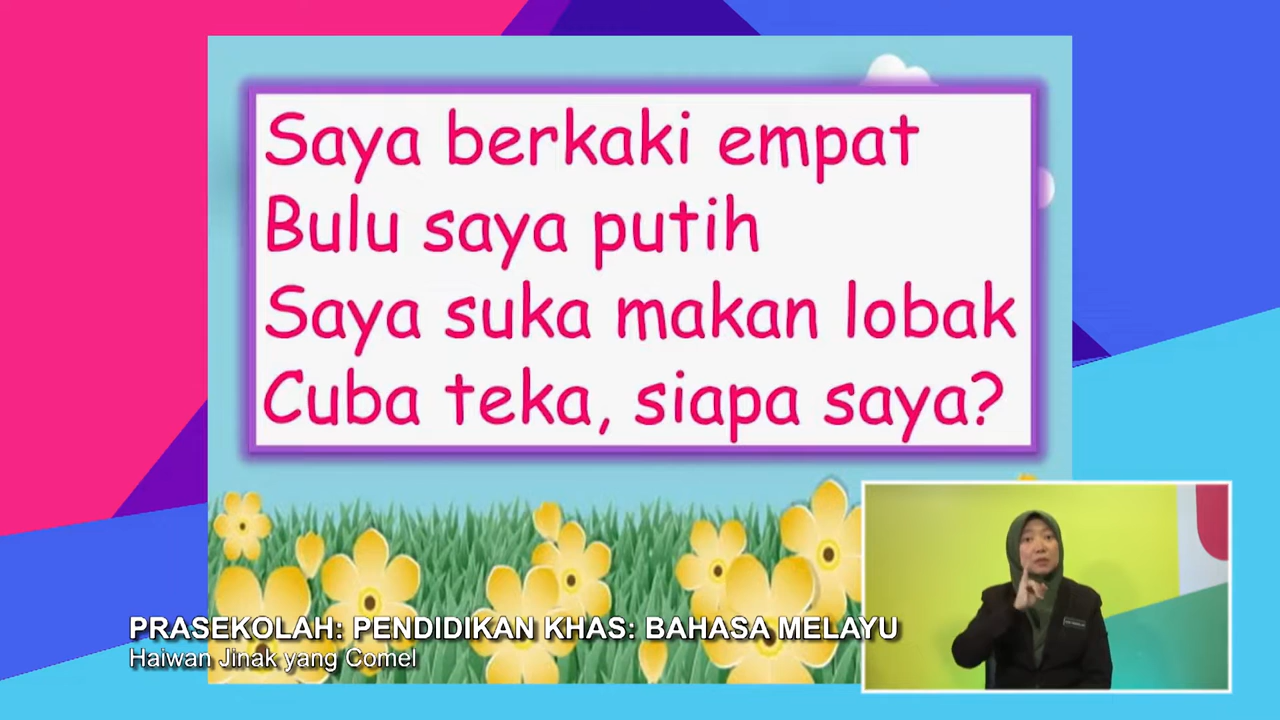 Saya berkaki empat
Bulu saya putih
Saya suka makan lobak
Cuba teka, siapa saya?
PRASEKOLAH: PENDIDIKAN KHAS: BAHASA MELAYU
Haiwan Jinak yang Comel